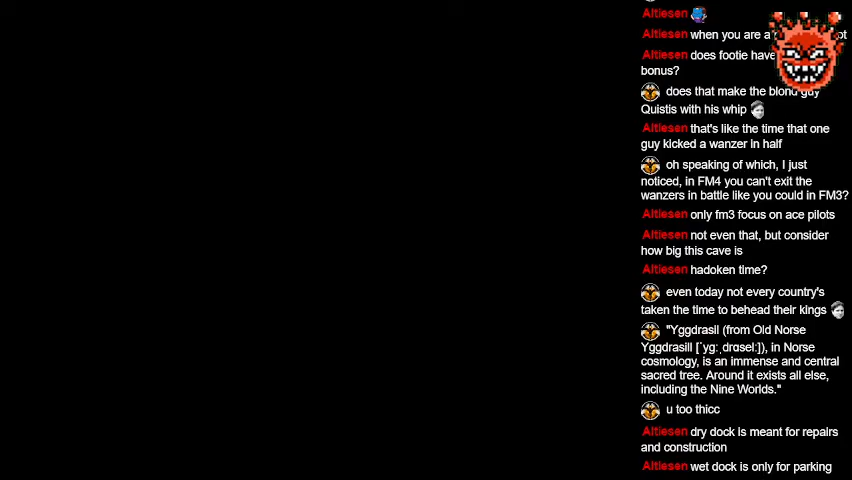 Altiesen
Altiesen when you are a
Altiesen does footie have
bonus?
does that make the blond guy
Quistis with his whip
Altiesen that's like the time that one
guy kicked a wanzer in half
oh speaking of which, I just
noticed, in FM4 you can't exit the
wanzers in battle like you could in FM3?
Altiesen only fm3 focus on ace pilots
Altiesen not even that, but consider
how big this cave is
Altiesen hadoken time?
even today not every country's
taken the time to behead their kings
"Yggdrasil (from Old Norse
Yggdrasill [ˈyɡːˌdrɑselː]), in Norse
cosmology, is an immense and central
sacred tree. Around it exists all else,
including the Nine Worlds."
u too thicc
Altiesen dry dock is meant for repairs
and construction
Altiesen wet dock is only for parking